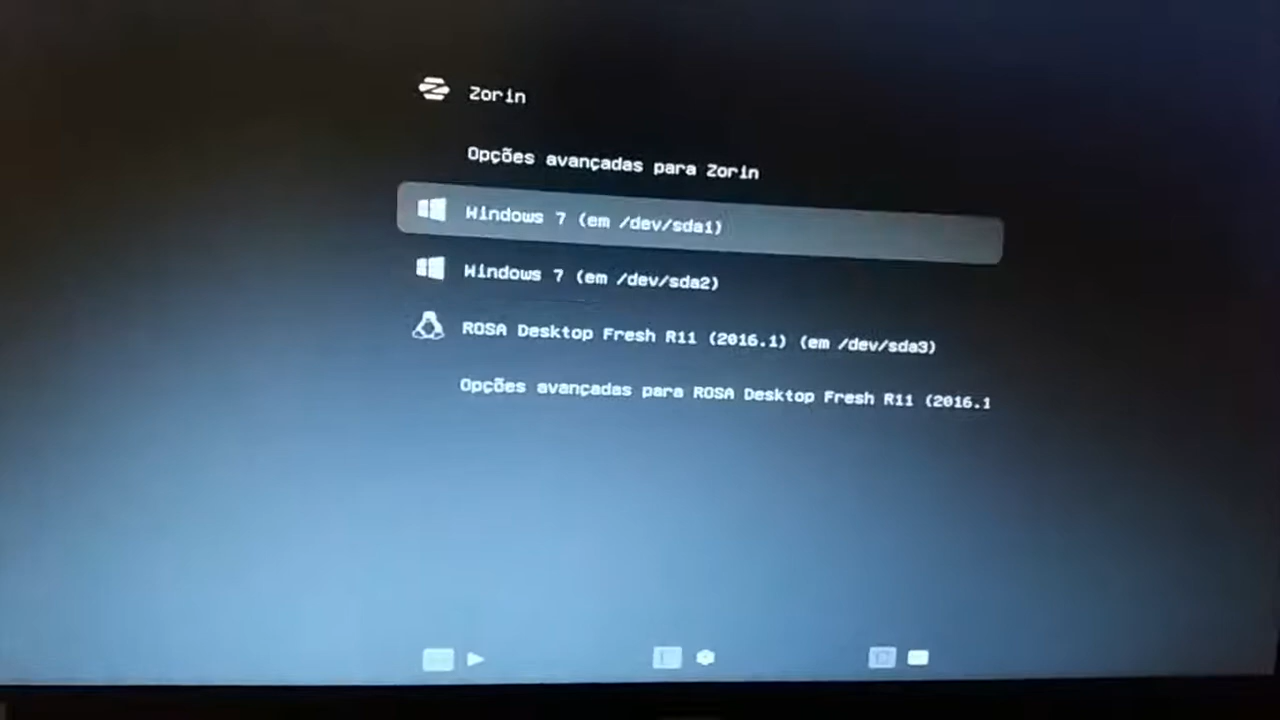 Zorin
Opções avançadas para Zorin
Windows 7 (em /dev/sda1)
Windows 7 (em /dev/sda2)
ROSA Desktop Fresh R11 (2016.1) (em /dev/sda3)
Opções avançadas para ROSA Desktop Fresh R11 (2016.1